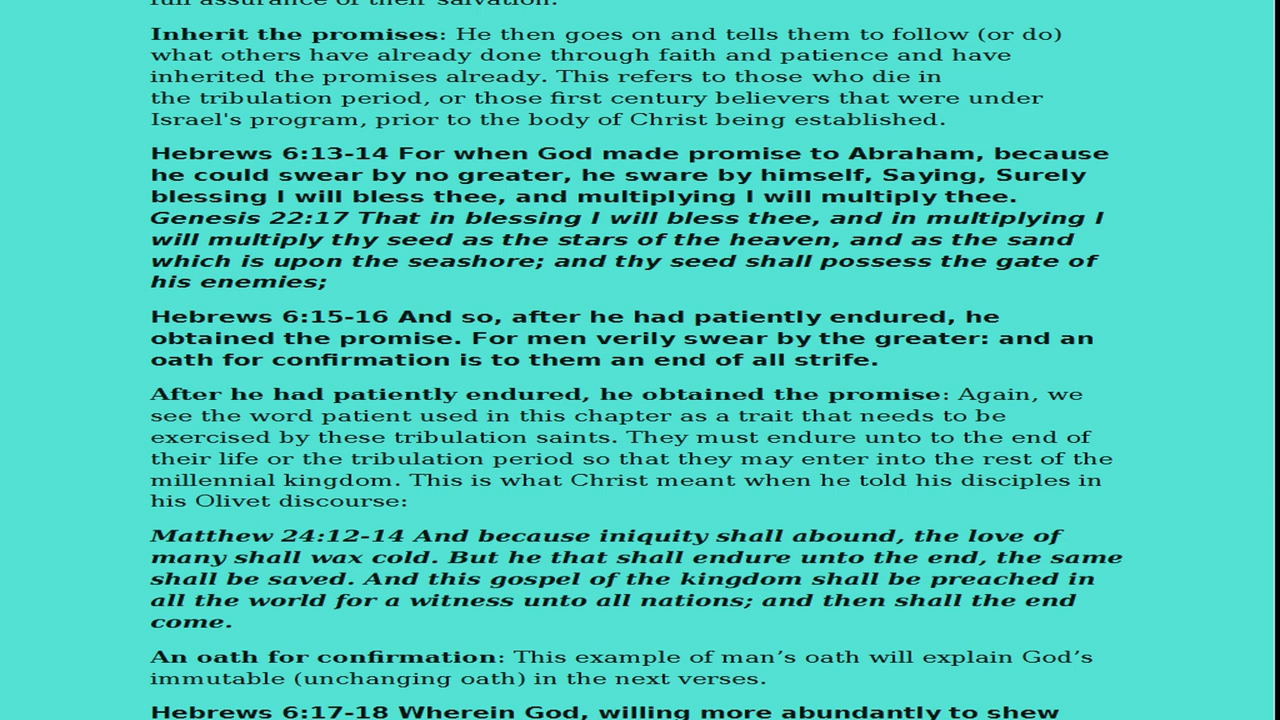 full assurance of their salvation.
Inherit the promises: He then goes on and tells them to follow (or do)
what others have already done through faith and patience and have
inherited the promises already. This refers to those who die in
the tribulation period, or those first century believers that were under
Israel's program, prior to the body of Christ being established.
Hebrews 6:13-14 For when God made promise to Abraham, because
he could swear by no greater, he sware by himself, Saying, Surely
blessing I will bless thee, and multiplying I will multiply thee.
Genesis 22:17 That in blessing I will bless thee, and in multiplying I
will multiply thy seed as the stars of the heaven, and as the sand
which is upon the seashore; and thy seed shall possess the gate of
his enemies;
Hebrews 6:15-16 And so, after he had patiently endured, he
obtained the promise. For men verily swear by the greater: and an
oath for confirmation is to them an end of all strife.
After he had patiently endured, he obtained the promise: Again, we
see the word patient used in this chapter as a trait that needs to be
exercised by these tribulation saints. They must endure unto to the end of
their life or the tribulation period so that they may enter into the rest of the
millennial kingdom. This is what Christ meant when he told his disciples in
his Olivet discourse:
Matthew 24:12-14 And because iniquity shall abound, the love of
many shall wax cold. But he that shall endure unto the end, the same
shall be saved. And this gospel of the kingdom shall be preached in
all the world for a witness unto all nations; and then shall the end
come.
An oath for confirmation: This example of man’s oath will explain God’s
immutable (unchanging oath) in the next verses.
Hebrews 6:17-18 Wherein God, willing more abundantly to shew